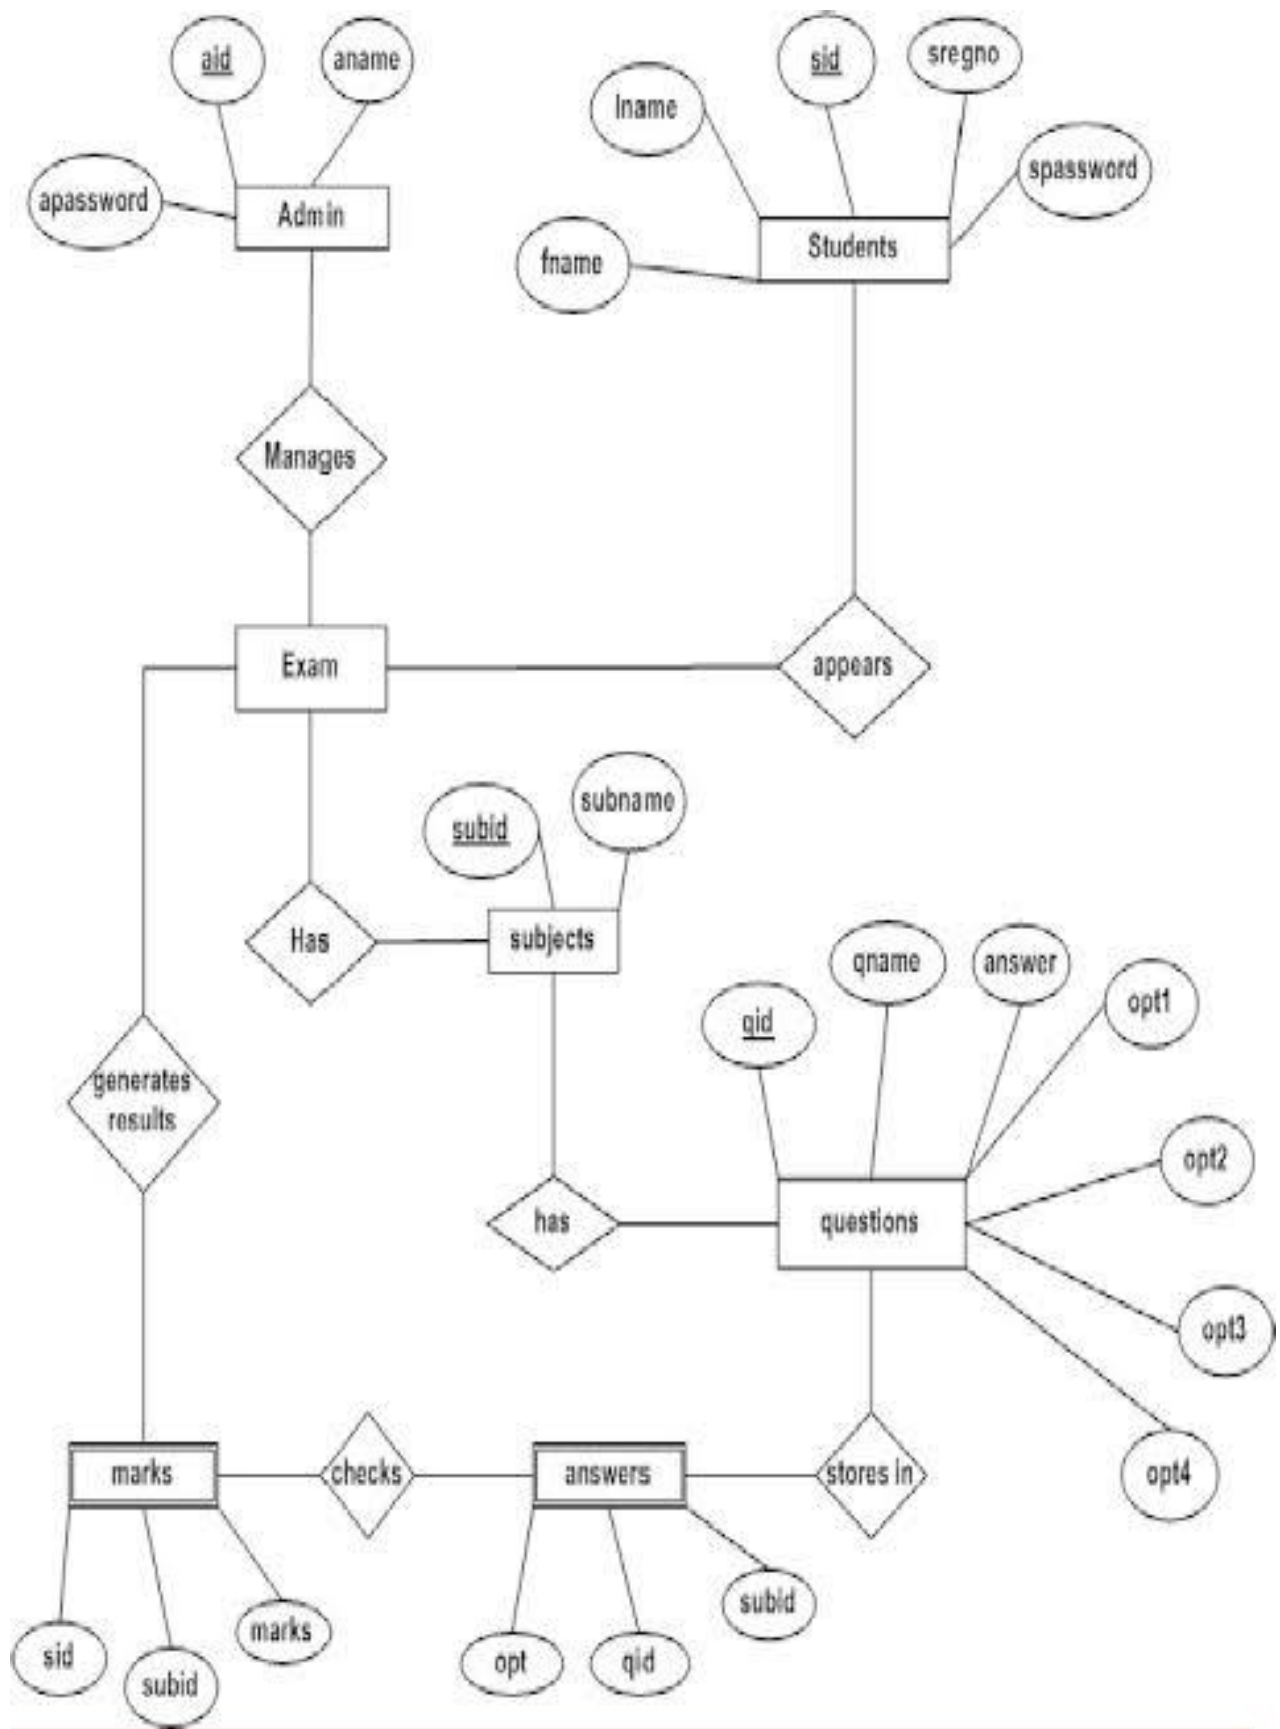 aid
aname
sid
sregno
lname
spassword
apassword
Admin
Students
fname
Manages
Exam
appears
subname
subid
Has
subjects
qname
answer
opt1
qid
generates
results
opt2
has
questions
opt3
marks
checks
answers
stores in
opt4
subid
marks
sid
subid
opt
qid